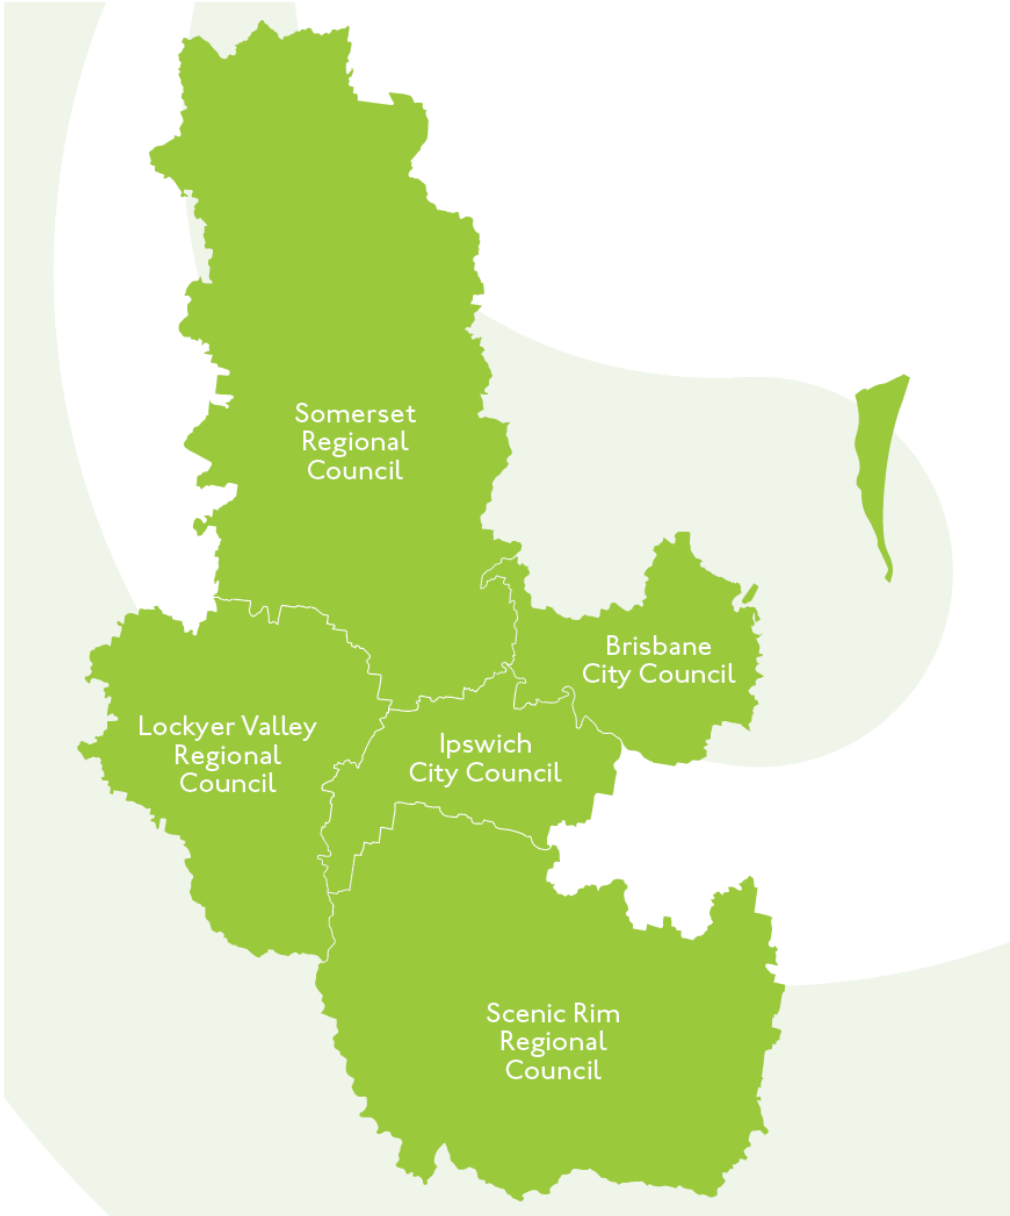 Somerset
Regional
Council
Brisbane
City Council
Lockyer Valley
Regional
Council
Ipswich
City Council
Scenic Rim
Regional
Council